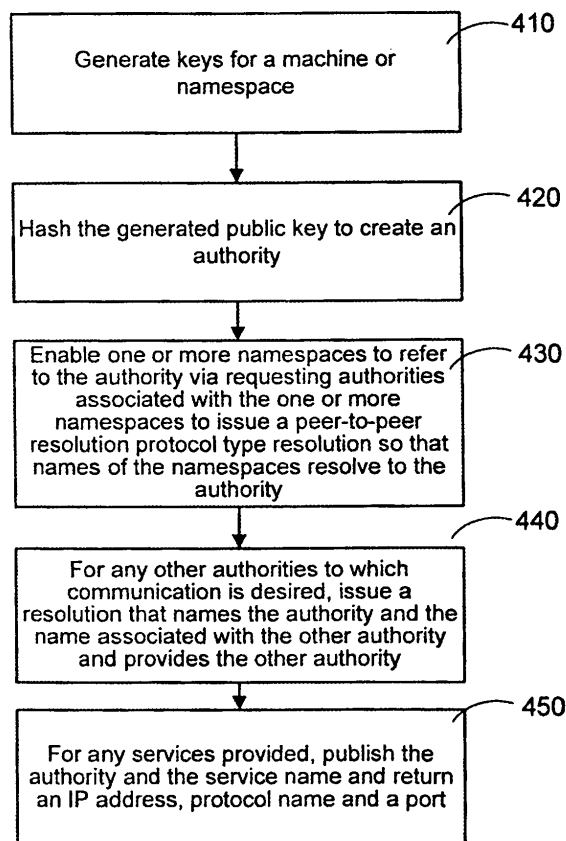 410
Generate keys for a machine or
namespace
420
Hash the generated public key to create an
authority
430
Enable one or more namespaces to refer
to the authority via requesting authorities
associated with the one or more
namespaces to issue a peer-to-peer
resolution protocol type resolution so that
names of the namespaces resolve to the
authority
440
For any other authorities to which
communication is desired, issue a
resolution that names the authority and the
name associated with the other authority
and provides the other authority
450
For any services provided, publish the
authority and the service name and return
an IP address, protocol name and a port